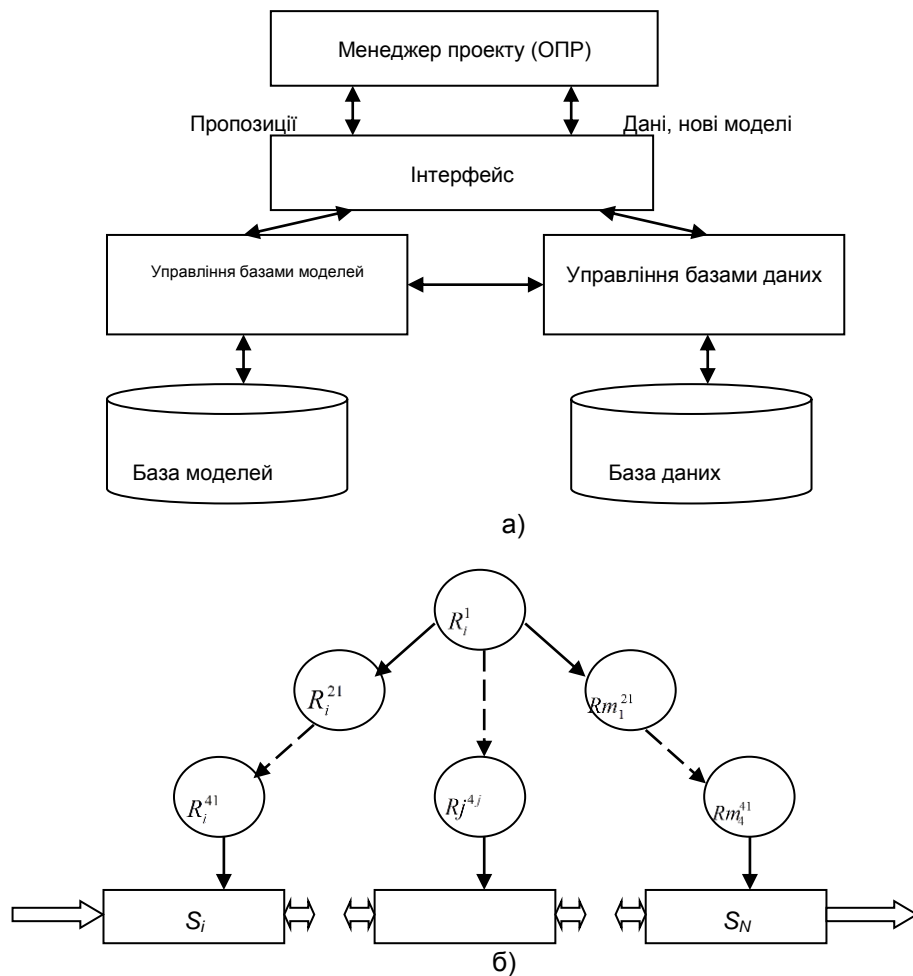 Менеджер проекту (ОПР)
Пропозиції
Дані, нові моделі
Інтерфейс
Управління базами моделей
Управління базами даних
База моделей
База даних
а)
R_i^1
R_i^{21}
Rm_1^{21}
R_i^{41}
Rj^{4j}
Rm_4^{41}
S_i
S_N
б)